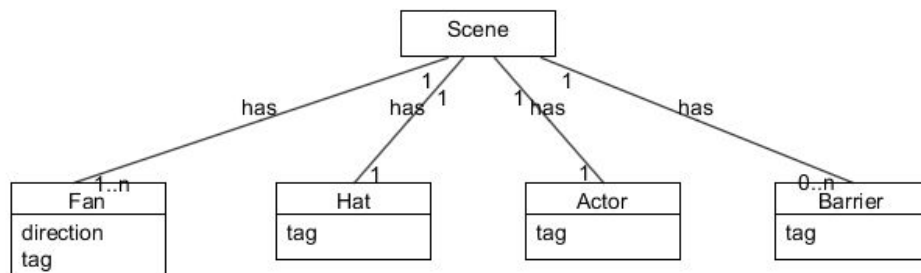 Scene
1 1 1 1
has has has has
1..n 1 1 0..n
Fan Hat Actor Barrier
direction tag tag tag
tag